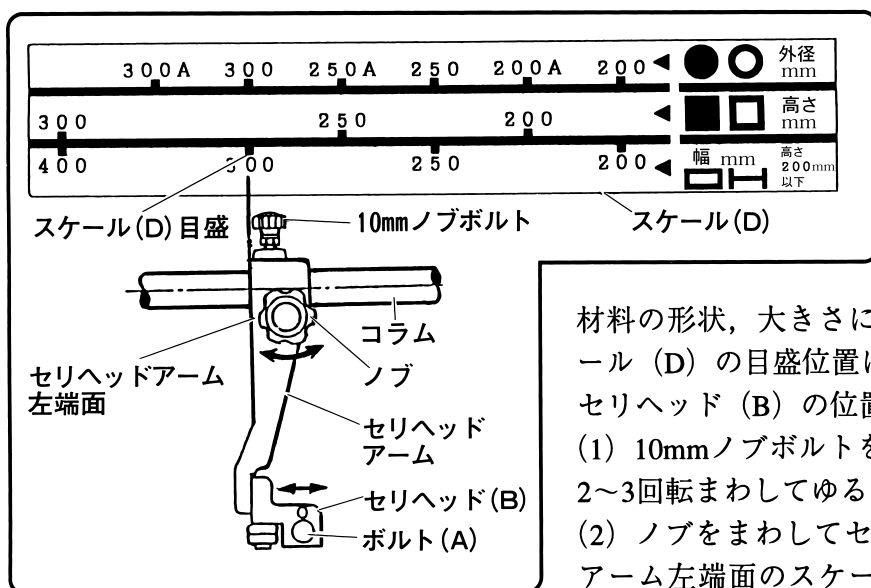 300A 300 250A 250 200A 200 ◀ 外径 mm
300 250 200 ◀ 高さ mm
400 300 250 200 ◀ 幅 mm 高さ 200mm 以下
スケール(D)目盛
10mmノブボルト
スケール(D)
コラム
ノブ
セリヘッドアーム
左端面
セリヘッド
アーム
セリヘッド(B)
ボルト(A)
材料の形状，大きさに
ール（D）の目盛位置に
セリヘッド（B）の位置
(1) 10mmノブボルトを
2～3回転まわしてゆる
(2) ノブをまわしてセ
アーム左端面のスケー